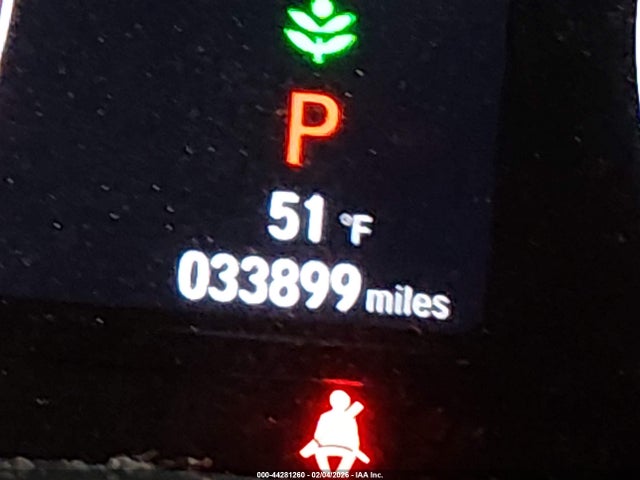 P
51 °F
033899 miles
000-44281260 - 02/04/2026 - IAA Inc.